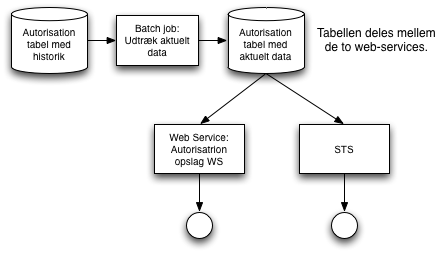 Autorisation
tabel med
historik
Batch job:
Udtræk aktuelt
data
Autorisation
tabel med
aktuelt data
Tabellen deles mellem
de to web-services.
Web Service:
Autorisatrion
opslag WS
STS